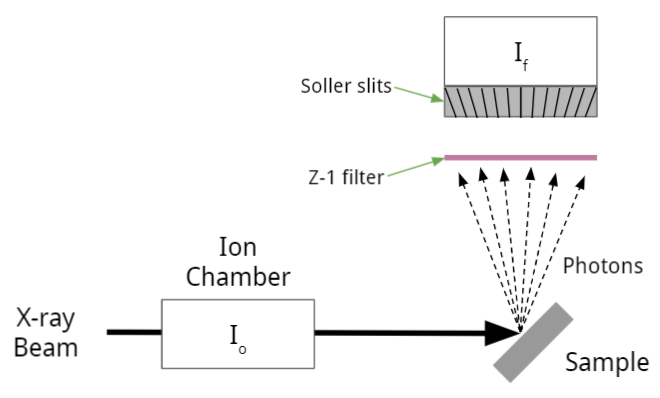 I_f
Soller slits
Z-1 filter
Ion
Chamber
Photons
X-ray
Beam
I_o
Sample